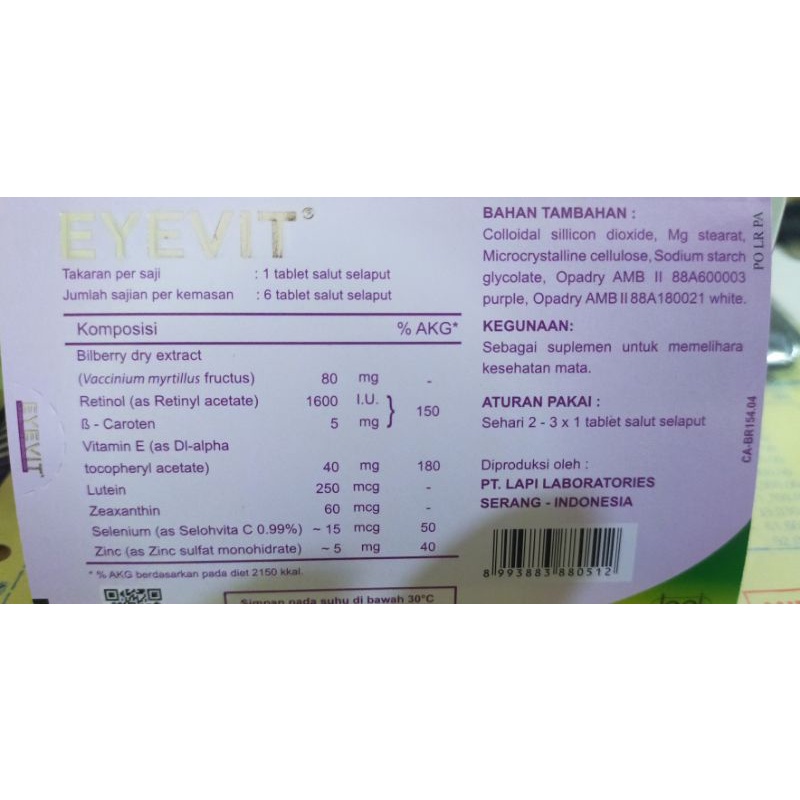 EYEVIT®
Takaran per saji : 1 tablet salut selaput
Jumlah sajian per kemasan : 6 tablet salut selaput
Komposisi % AKG*
Bilberry dry extract
(Vaccinium myrtillus fructus) 80 mg -
Retinol (as Retinyl acetate) 1600 I.U.
ß - Caroten 5 mg } 150
Vitamin E (as Dl-alpha
tocopheryl acetate) 40 mg 180
Lutein 250 mcg -
Zeaxanthin 60 mcg -
Selenium (as Selohvita C 0.99%) ~ 15 mcg 50
Zinc (as Zinc sulfat monohidrate) ~ 5 mg 40
* % AKG berdasarkan pada diet 2150 kkal.
Simpan pada suhu di bawah 30°C
EYEVIT
BAHAN TAMBAHAN :
Colloidal sillicon dioxide, Mg stearat,
Microcrystalline cellulose, Sodium starch
glycolate, Opadry AMB II 88A600003
purple, Opadry AMB II 88A180021 white.
KEGUNAAN:
Sebagai suplemen untuk memelihara
kesehatan mata.
ATURAN PAKAI :
Sehari 2 - 3 x 1 tablet salut selaput
Diproduksi oleh :
PT. LAPI LABORATORIES
SERANG - INDONESIA
8 993883 880512
PO LR PA
CA-BR154.04